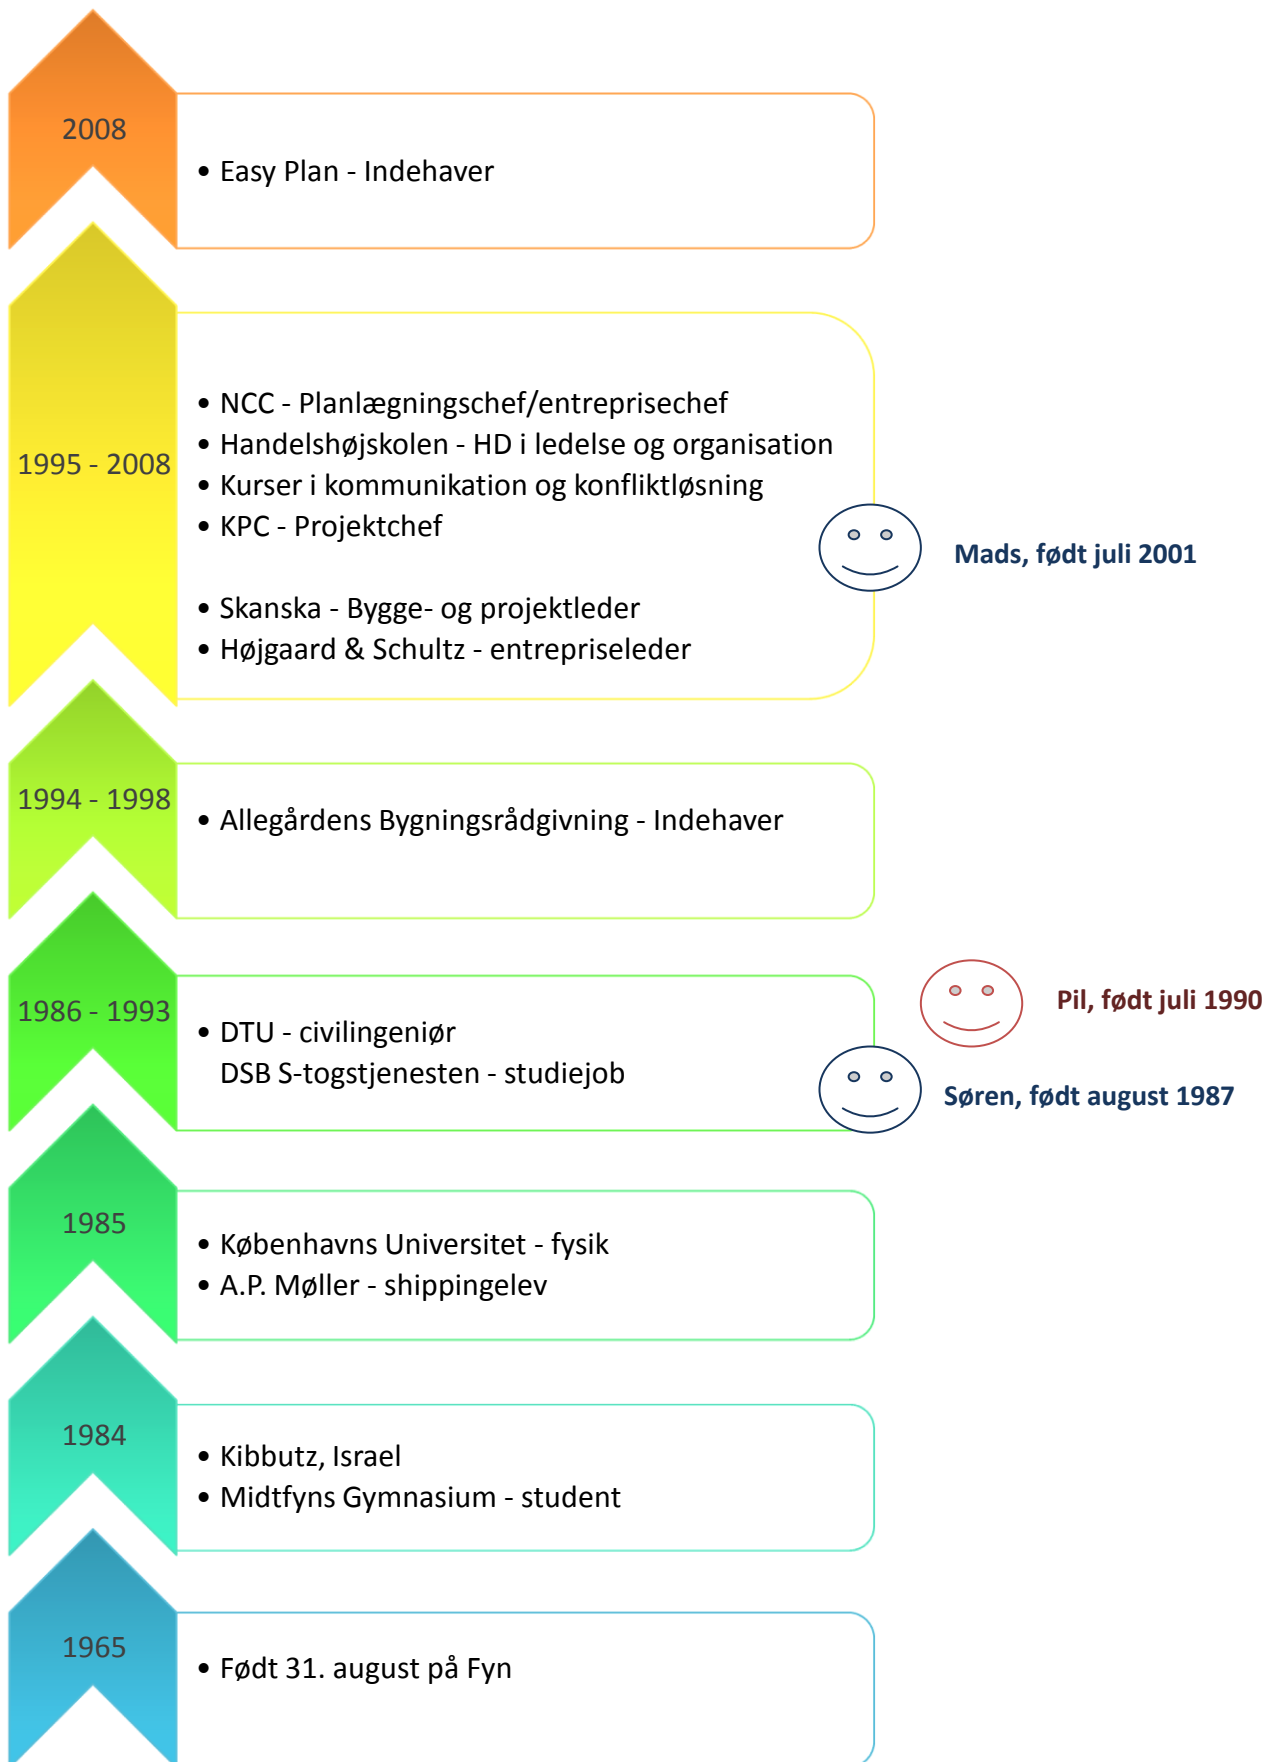 2008
• Easy Plan - Indehaver
1995 - 2008
• NCC - Planlægningschef/entreprisechef
• Handelshøjskolen - HD i ledelse og organisation
• Kurser i kommunikation og konfliktløsning
• KPC - Projektchef
Mads, født juli 2001
• Skanska - Bygge- og projektleder
• Højgaard & Schultz - entrepriseleder
1994 - 1998
• Allegårdens Bygningsrådgivning - Indehaver
1986 - 1993
• DTU - civilingeniør
DSB S-togstjenesten - studiejob
Pil, født juli 1990
Søren, født august 1987
1985
• Københavns Universitet - fysik
• A.P. Møller - shippingelev
1984
• Kibbutz, Israel
• Midtfyns Gymnasium - student
1965
• Født 31. august på Fyn